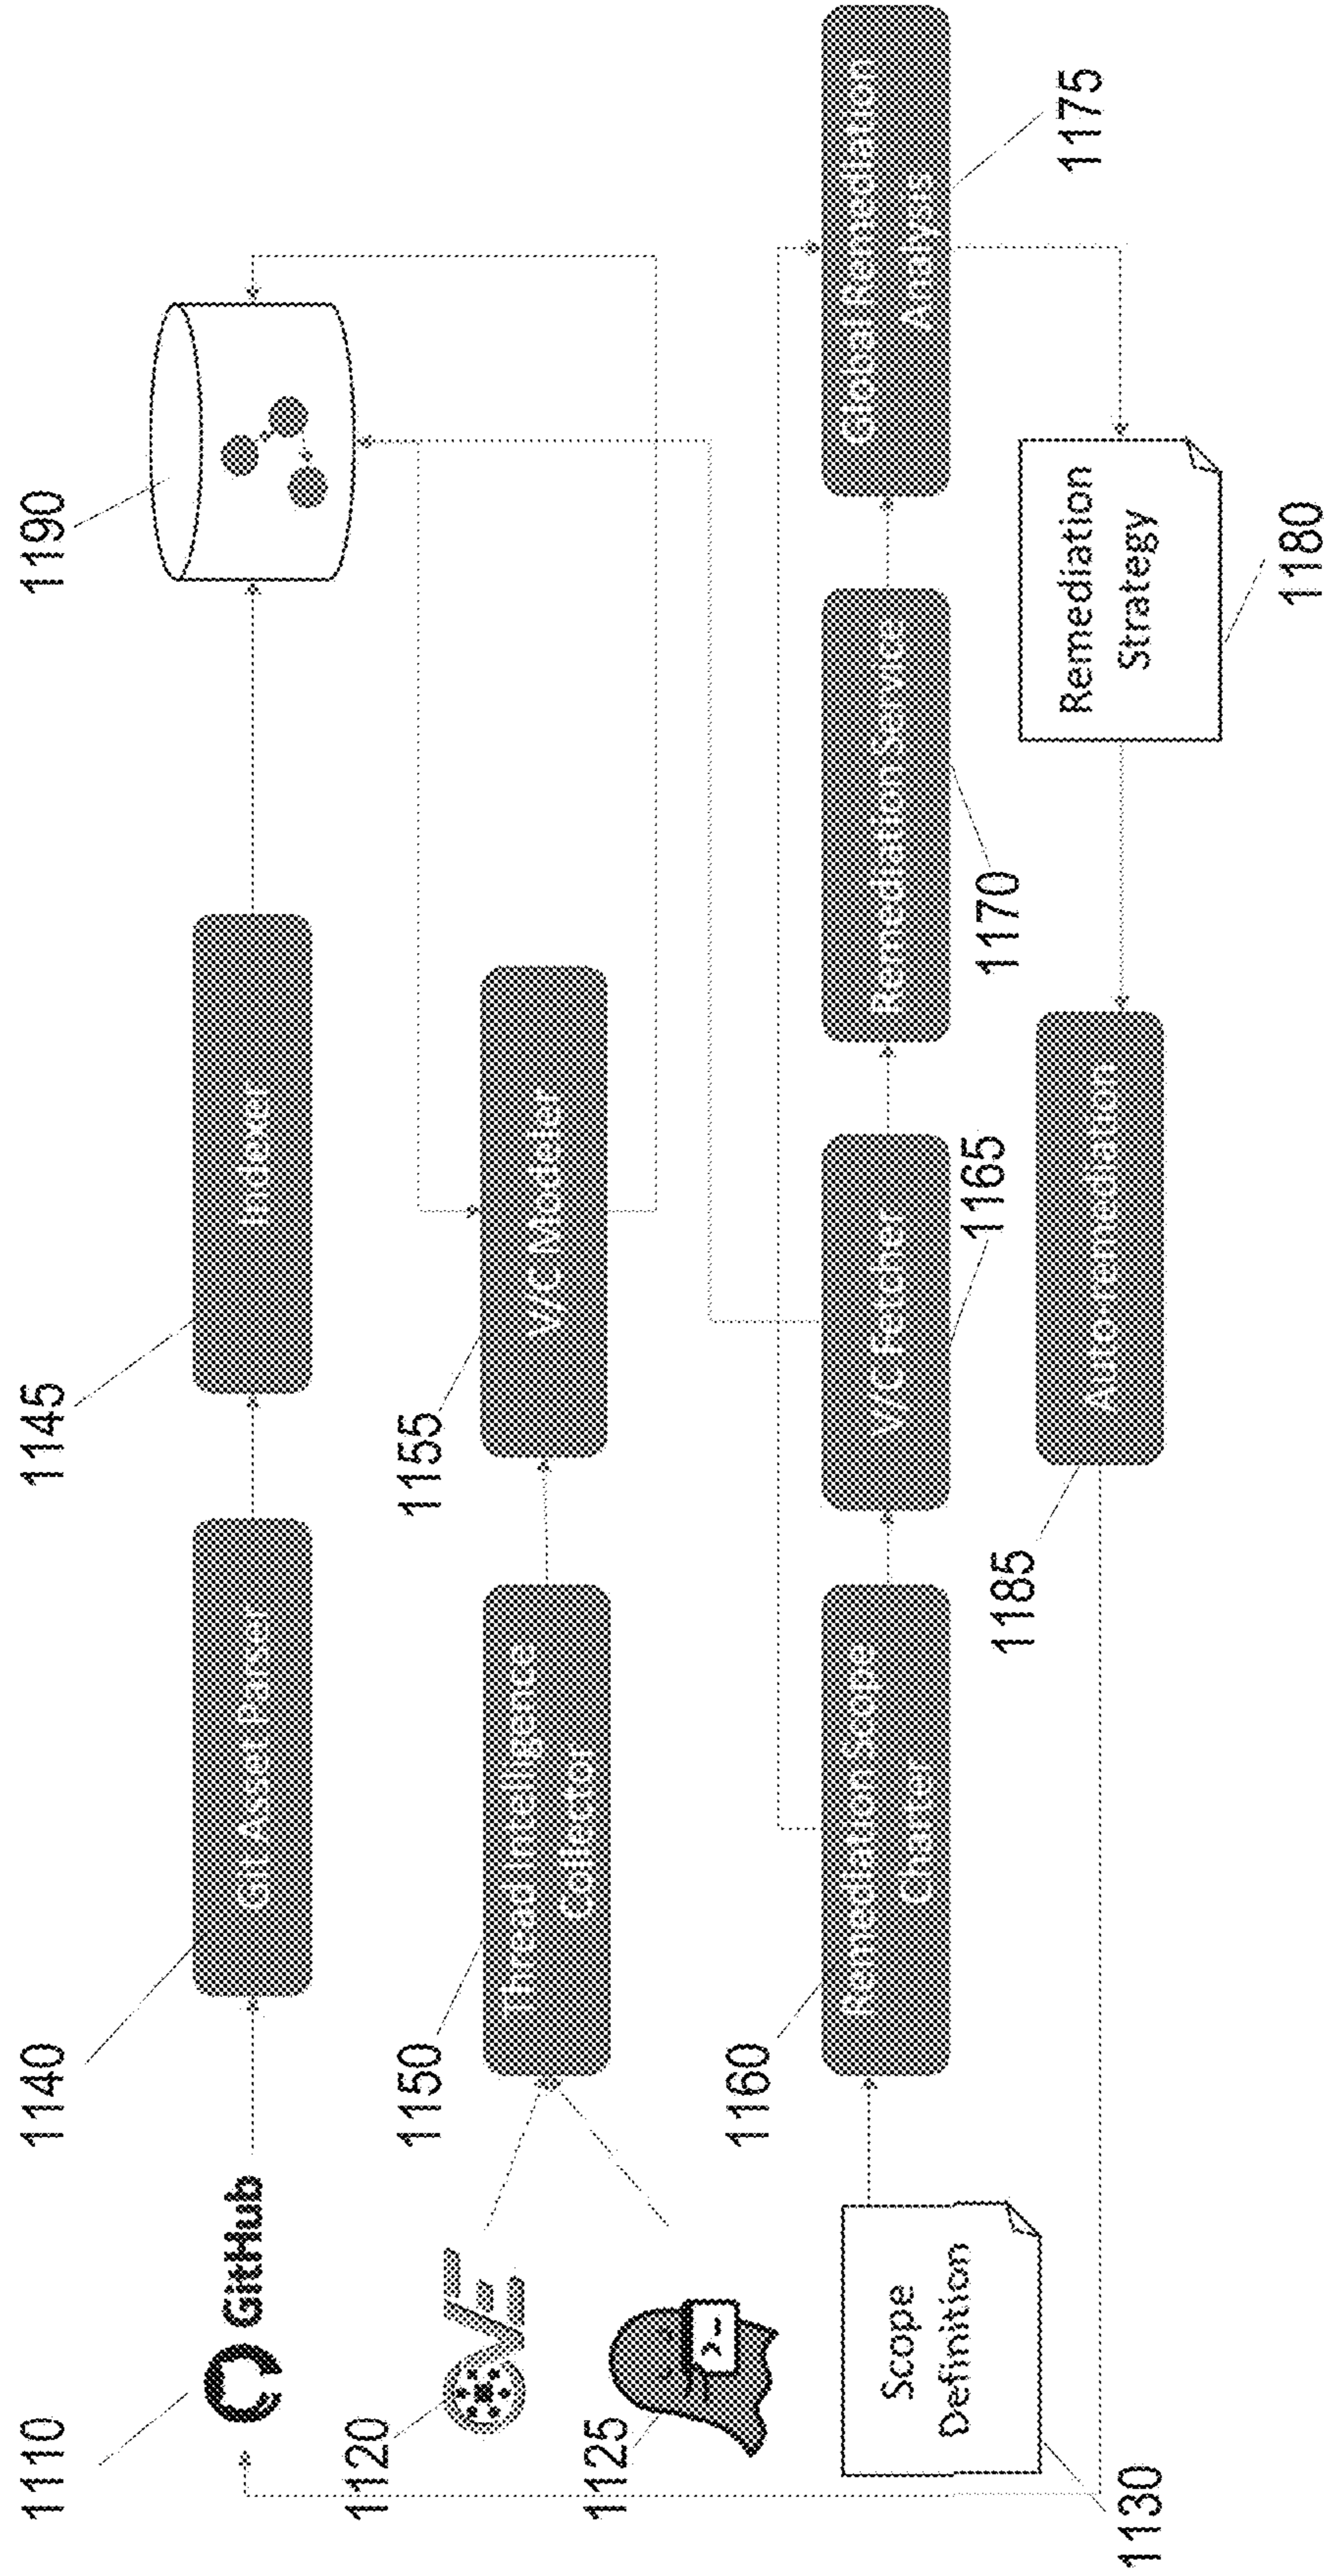 1110
GitHub
1140
Git Asset Parser
1145
Indexer
1190
1120
CVE
1125
>_
1150
Thread Intelligence
Collector
1155
V/C Modeler
1130
Scope
Definition
1160
Remediation Scope
Charter
V/C Fetcher
1165
Remediation Service
1170
Global Remediation
Analysis
1175
1185
Auto-remediation
Remediation
Strategy
1180